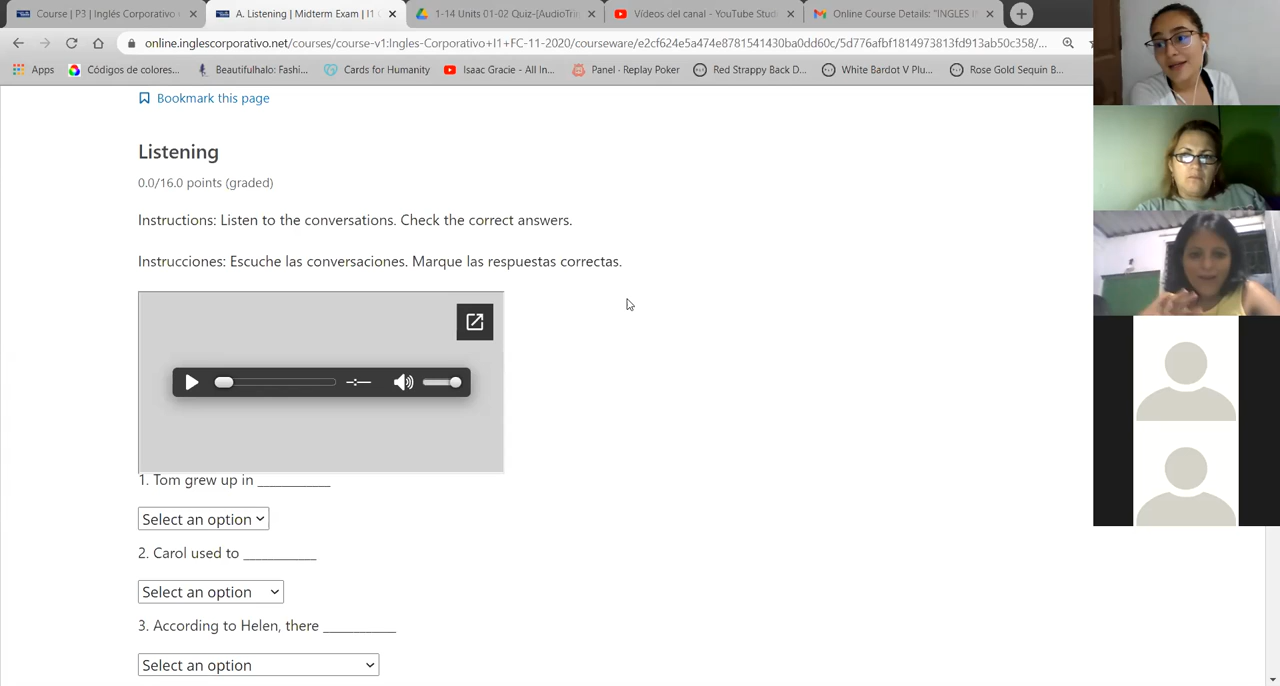 Course | P3 | Inglés Corporativo
A. Listening | Midterm Exam | I1
1-14 Units 01-02 Quiz-[AudioTri
Vídeos del canal - YouTube Stud
Online Course Details: "INGLES I
online.inglescorporativo.net/courses/course-v1:Ingles-Corporativo+I1+FC-11-2020/courseware/e2cf624e5a474e8781541430ba0dd60c/5d776afbf1814973813fd913ab50c358/...
Apps
Códigos de colores...
Beautifulhalo: Fashi...
Cards for Humanity
Isaac Gracie - All In...
Panel · Replay Poker
Red Strappy Back D...
White Bardot V Plu...
Rose Gold Sequin B...
Bookmark this page
Listening
0.0/16.0 points (graded)
Instructions: Listen to the conversations. Check the correct answers.
Instrucciones: Escuche las conversaciones. Marque las respuestas correctas.
-:--
1. Tom grew up in __________
Select an option
2. Carol used to __________
Select an option
3. According to Helen, there __________
Select an option